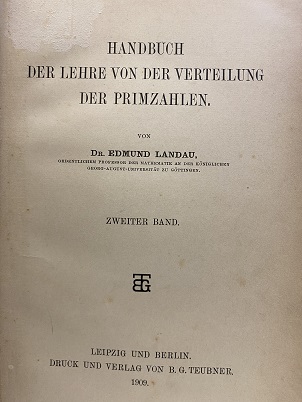 HANDBUCH
DER LEHRE VON DER VERTEILUNG
DER PRIMZAHLEN.
VON
DR. EDMUND LANDAU,
ORDENTLICHEM PROFESSOR DER MATHEMATIK AN DER KÖNIGLICHEN
GEORG-AUGUST-UNIVERSITÄT ZU GÖTTINGEN.
ZWEITER BAND.
BTG
LEIPZIG UND BERLIN.
DRUCK UND VERLAG VON B. G. TEUBNER.
1909.